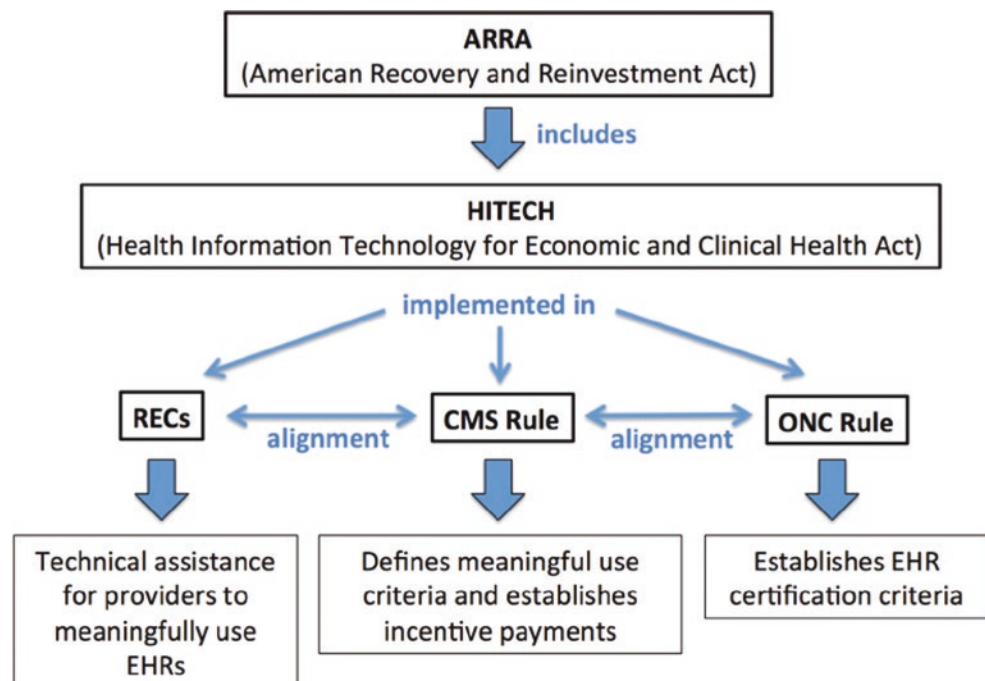 ARRA
(American Recovery and Reinvestment Act)
includes
HITECH
(Health Information Technology for Economic and Clinical Health Act)
implemented in
RECs
alignment
CMS Rule
alignment
ONC Rule
Technical assistance
for providers to
meaningfully use
EHRs
Defines meaningful use
criteria and establishes
incentive payments
Establishes EHR
certification criteria